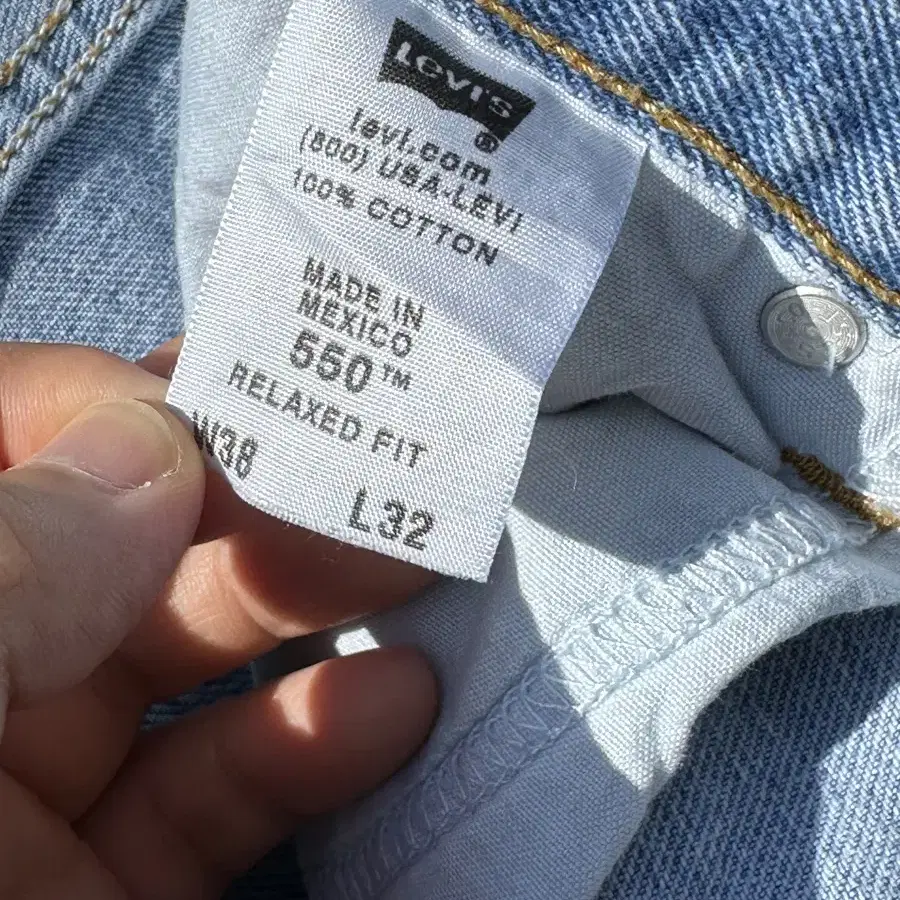 Levi's®
levi.com
(800) USA-LEVI
100% COTTON
MADE IN
MEXICO
550™
RELAXED FIT
W38
L32